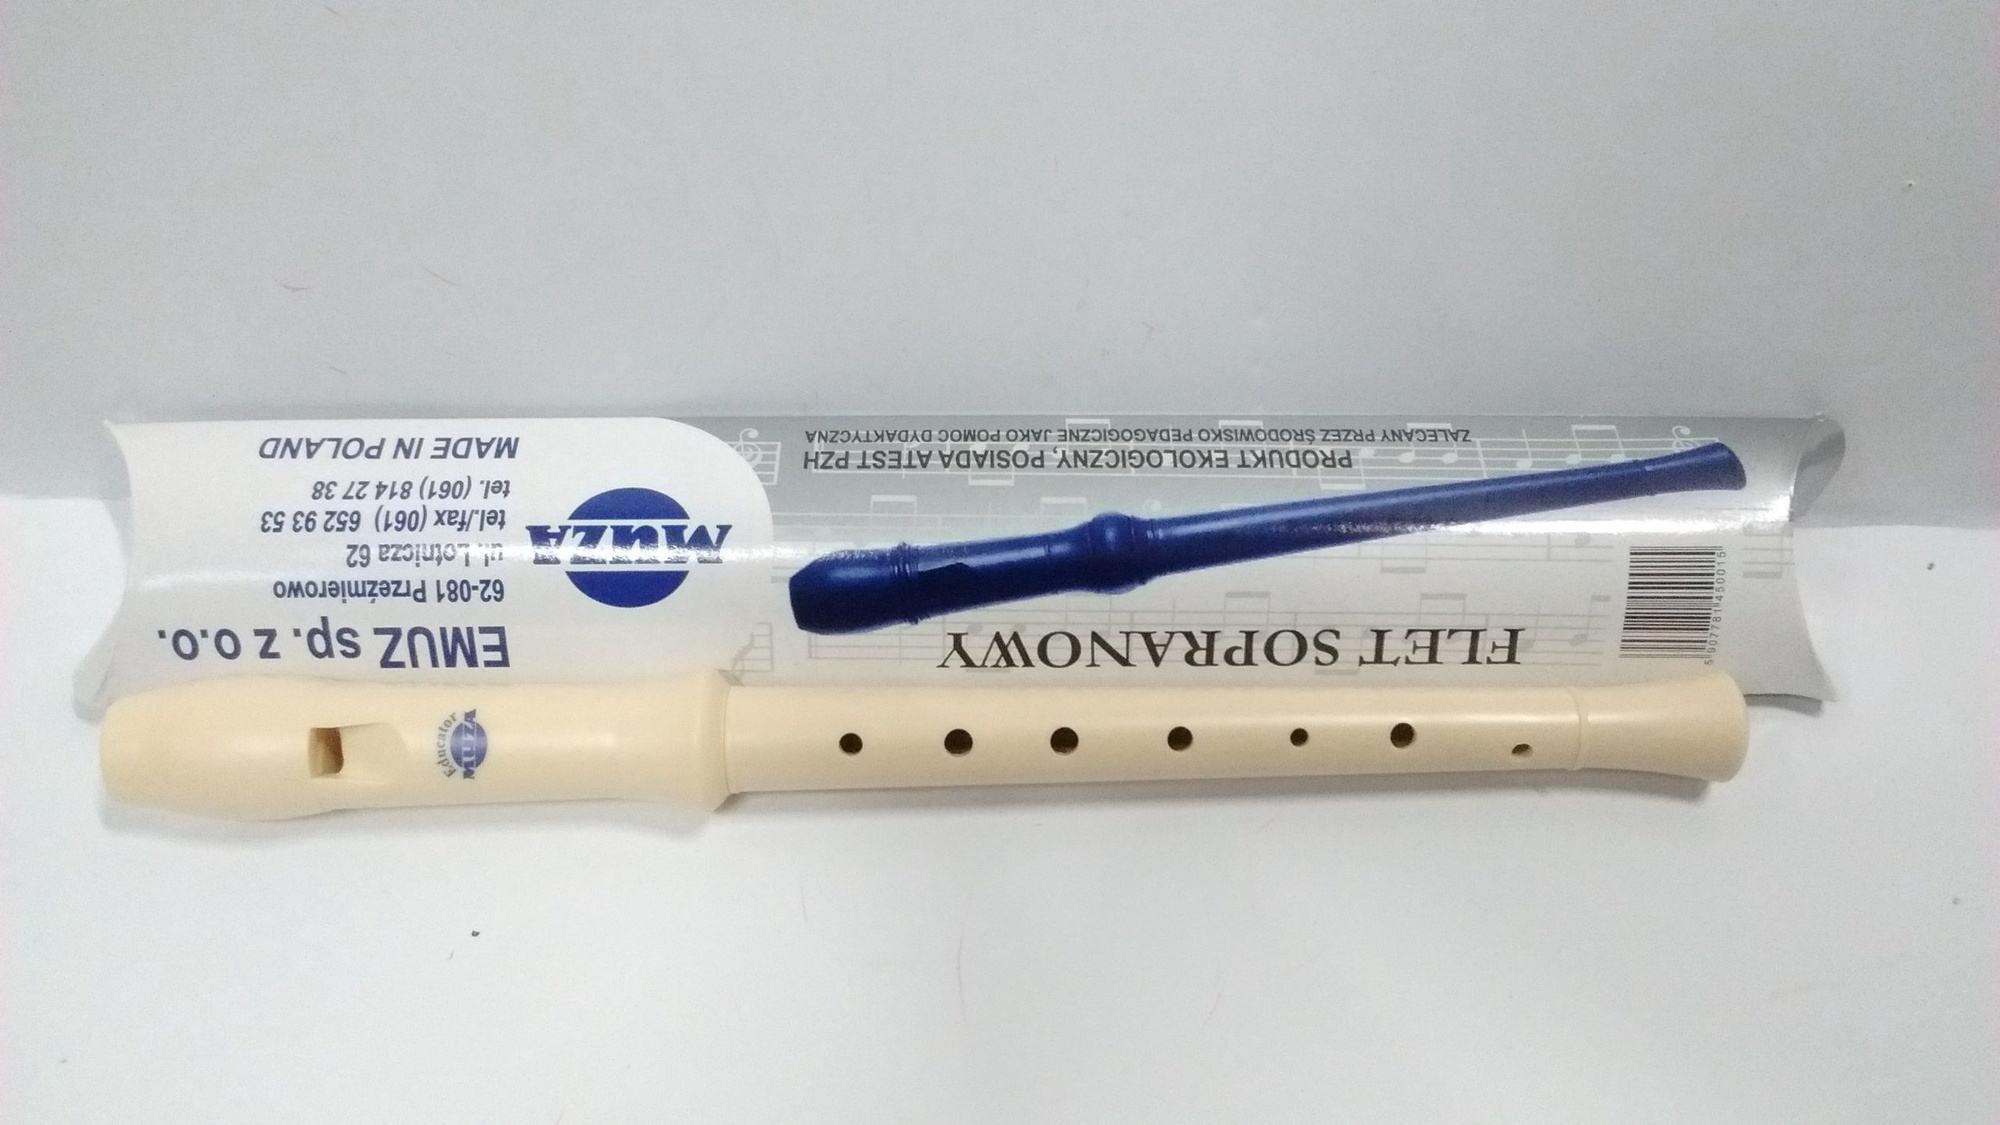 EMUZ sp. z o.o.
62-081 Przeźmierowo
ul. Lotnicza 62
tel./fax (061) 652 93 53
tel. (061) 814 27 38
MADE IN POLAND
MUZA
FLET SOPRANOWY
PRODUKT EKOLOGICZNY, POSIADA ATEST PZH
ZALECANY PRZEZ ŚRODOWISKO PEDAGOGICZNE JAKO POMOC DYDAKTYCZNA
5907781450015
Educator
MUZA